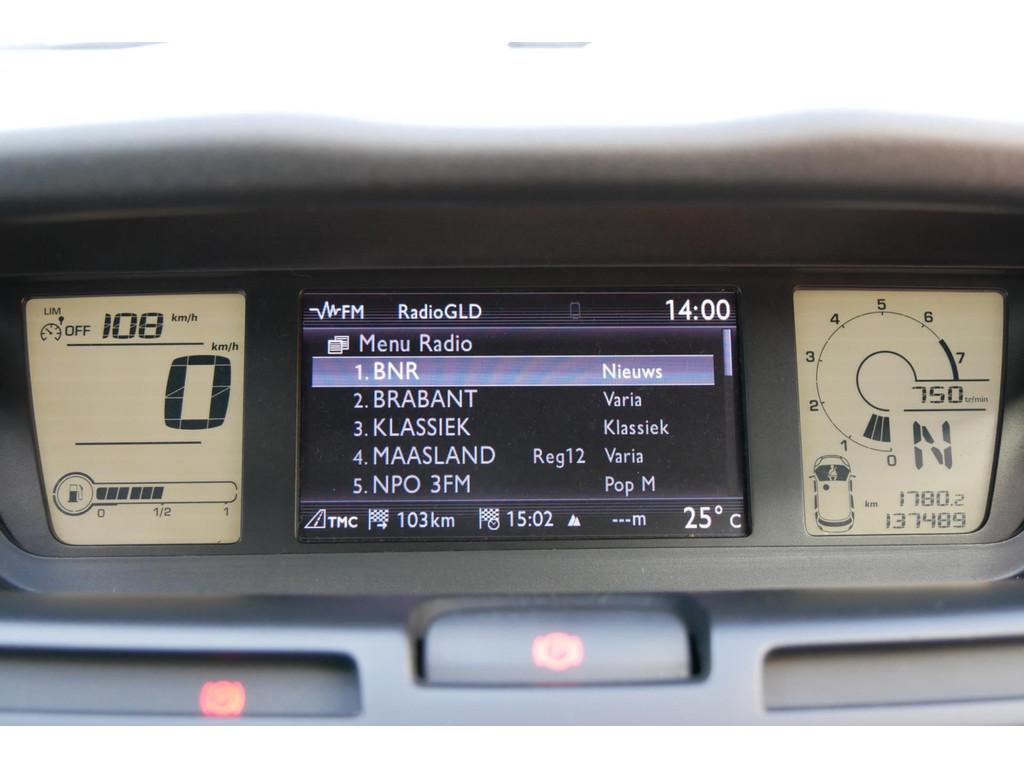 LIM
OFF 108 km/h
km/h
0
0 1/2 1
FM RadioGLD 14:00
Menu Radio
1. BNR Nieuws
2. BRABANT Varia
3. KLASSIEK Klassiek
4. MAASLAND Reg12 Varia
5. NPO 3FM Pop M
TMC 103km 15:02 ---m 25° C
5
4 6
3 7
750 tr/min
2
1 0 N
km 1780.2
137489